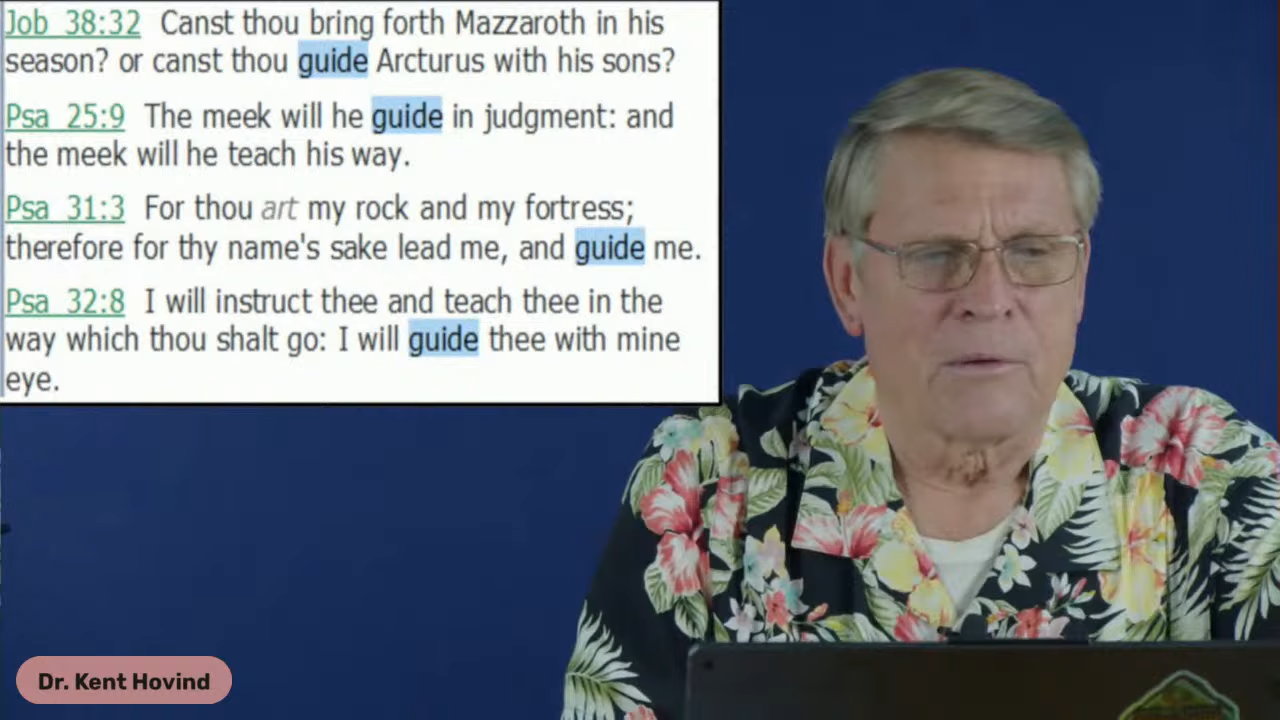 Job 38:32 Canst thou bring forth Mazzaroth in his
season? or canst thou guide Arcturus with his sons?
Psa 25:9 The meek will he guide in judgment: and
the meek will he teach his way.
Psa 31:3 For thou art my rock and my fortress;
therefore for thy name's sake lead me, and guide me.
Psa 32:8 I will instruct thee and teach thee in the
way which thou shalt go: I will guide thee with mine
eye.
Dr. Kent Hovind